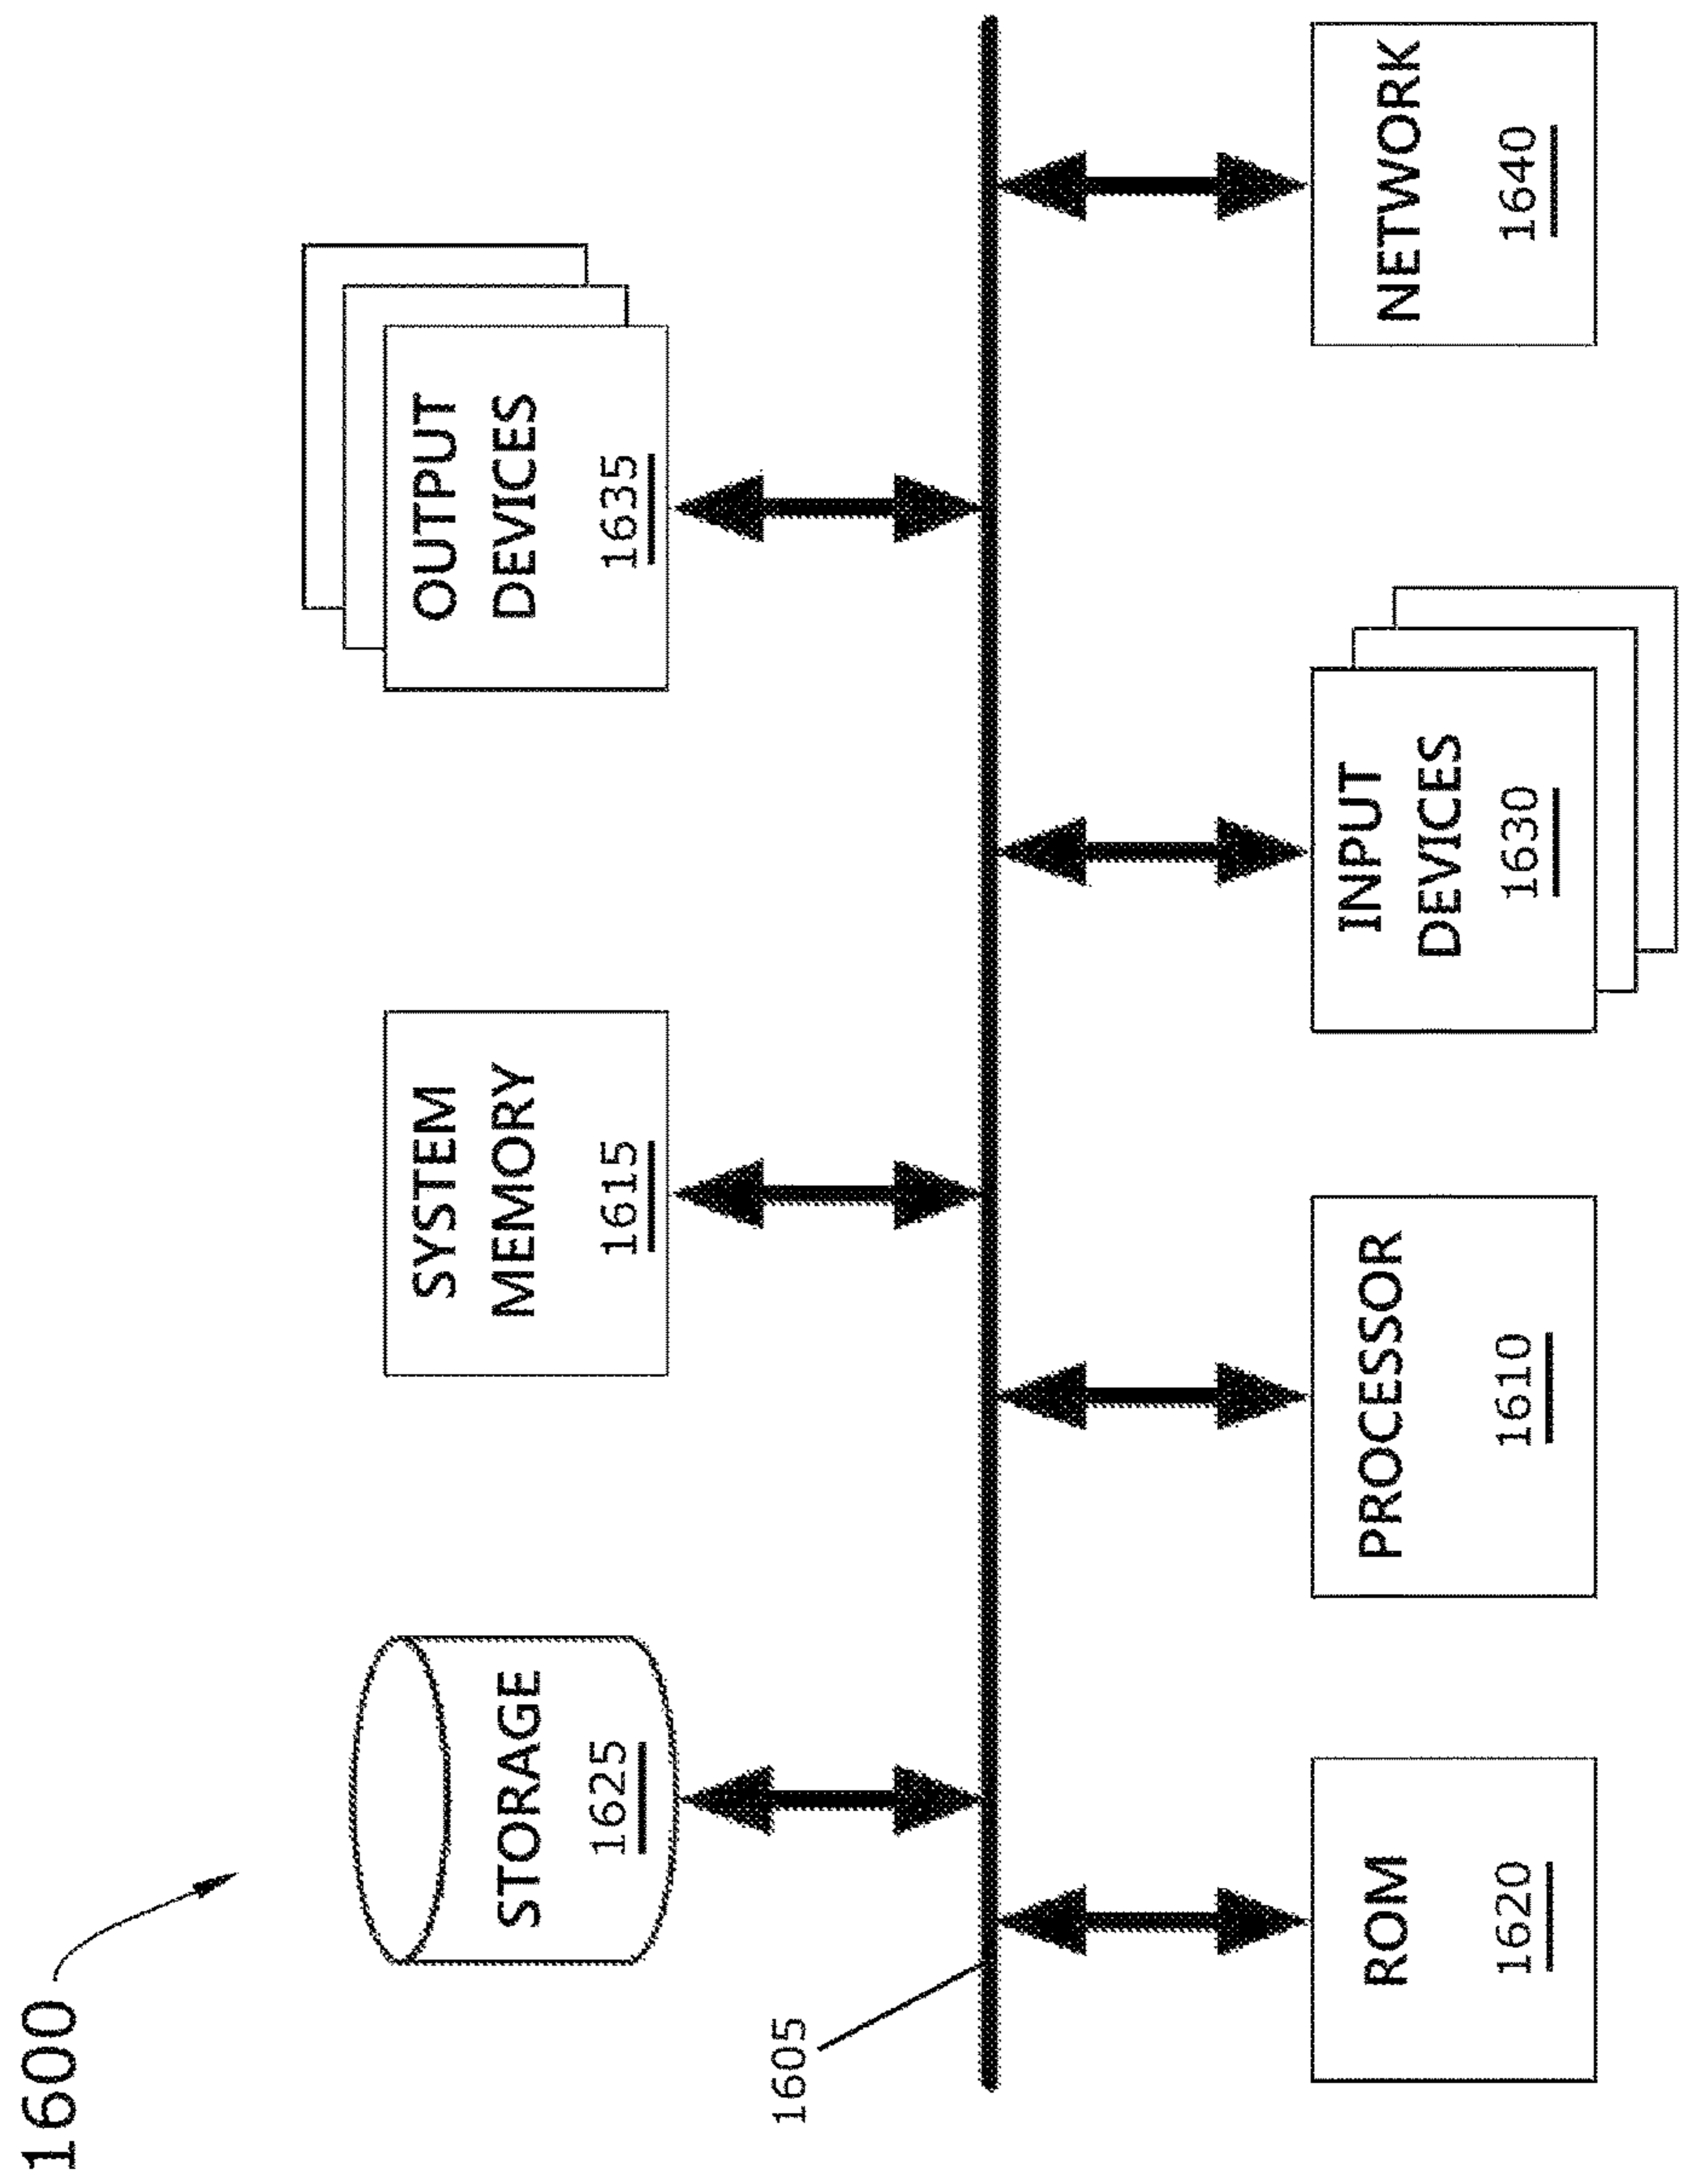 1600
STORAGE
1625
SYSTEM
MEMORY
1615
OUTPUT
DEVICES
1635
1605
ROM
1620
PROCESSOR
1610
INPUT
DEVICES
1630
NETWORK
1640